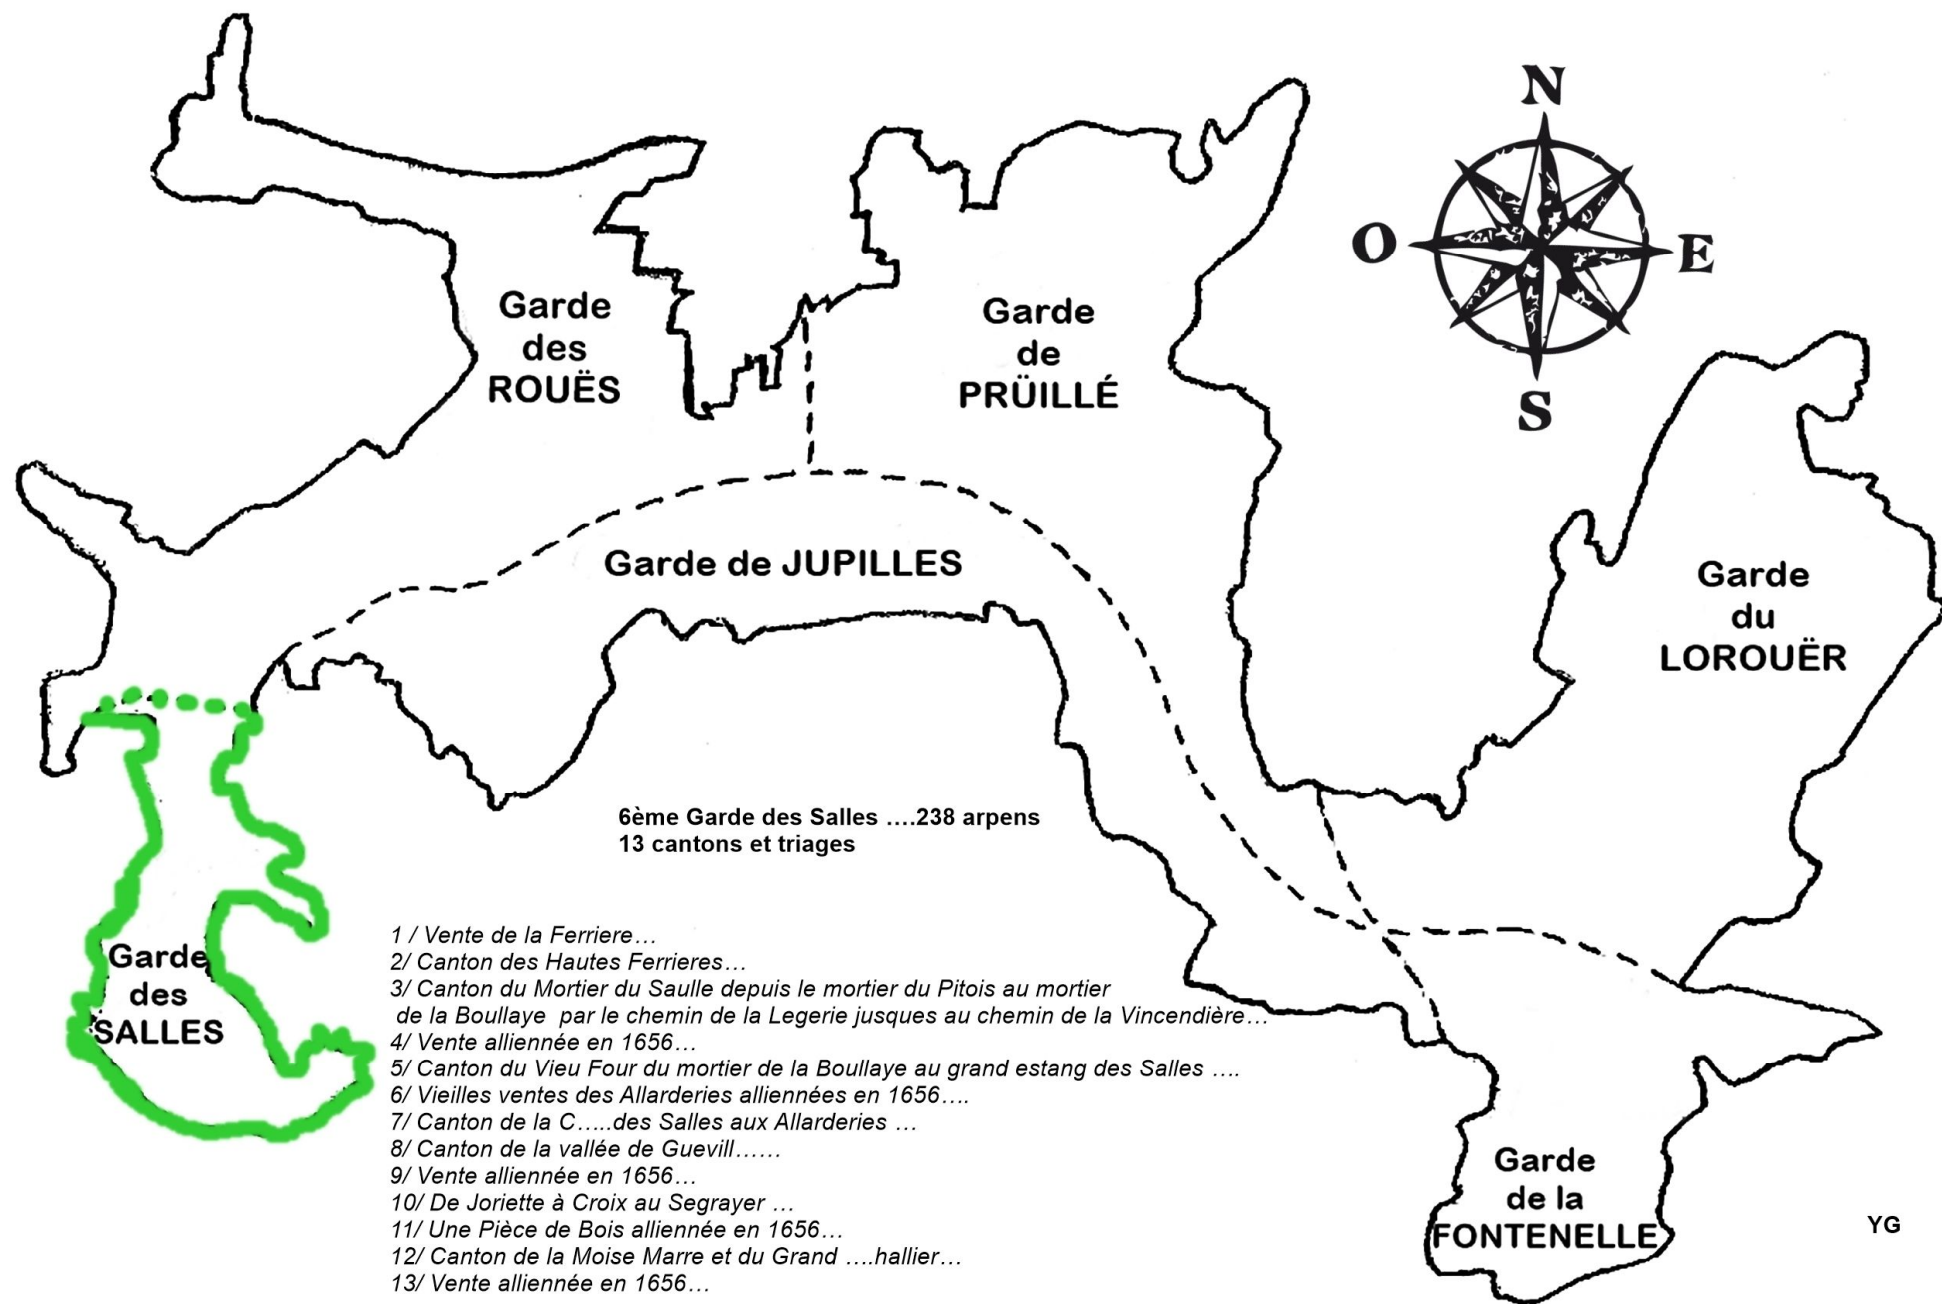 N
O
E
S
Garde
des
ROUËS
Garde
de
PRÜILLÉ
Garde de JUPILLES
Garde
du
LOROUËR
6ème Garde des Salles ….238 arpens
13 cantons et triages
Garde
des
SALLES
1 / Vente de la Ferriere…
2/ Canton des Hautes Ferrieres…
3/ Canton du Mortier du Saulle depuis le mortier du Pitois au mortier
de la Boullaye par le chemin de la Legerie jusques au chemin de la Vincendière…
4/ Vente alliennée en 1656…
5/ Canton du Vieu Four du mortier de la Boullaye au grand estang des Salles ….
6/ Vieilles ventes des Allarderies alliennées en 1656….
7/ Canton de la C…..des Salles aux Allarderies …
8/ Canton de la vallée de Guevill……
9/ Vente alliennée en 1656…
10/ De Joriette à Croix au Segrayer …
11/ Une Pièce de Bois alliennée en 1656…
12/ Canton de la Moise Marre et du Grand ….hallier…
13/ Vente alliennée en 1656…
Garde
de la
FONTENELLE
YG